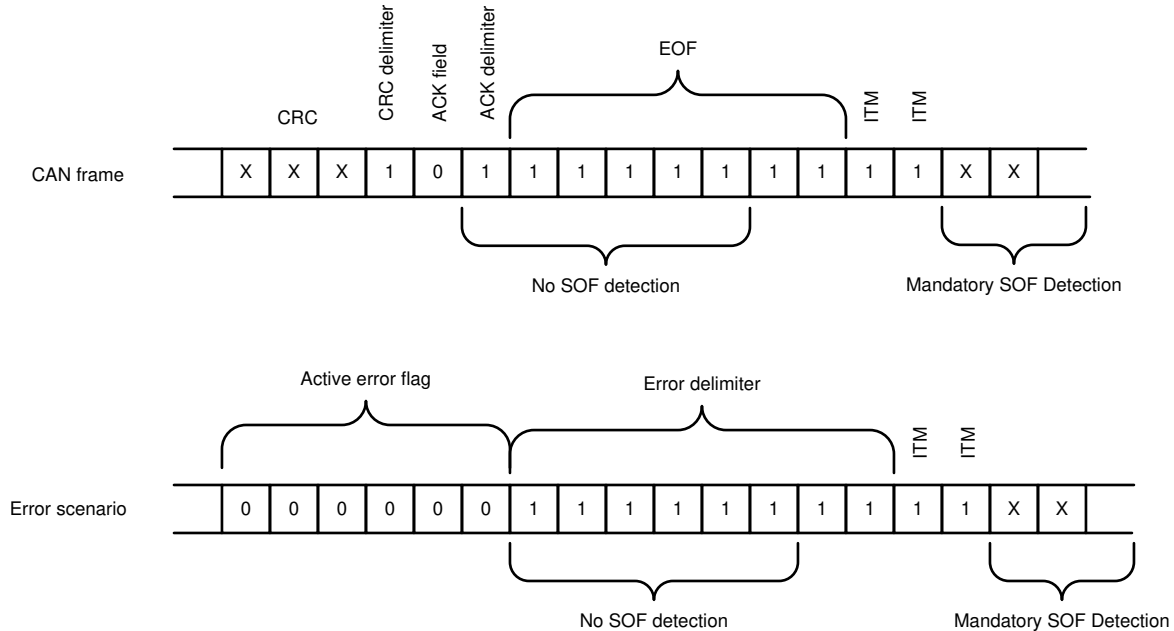 CRC
CRC delimiter
ACK field
ACK delimiter
EOF
ITM
ITM
CAN frame
X X X 1 0 1 1 1 1 1 1 1 1 1 1 X X
No SOF detection
Mandatory SOF Detection
Active error flag
Error delimiter
ITM
ITM
Error scenario
0 0 0 0 0 0 1 1 1 1 1 1 1 1 1 1 X X
No SOF detection
Mandatory SOF Detection